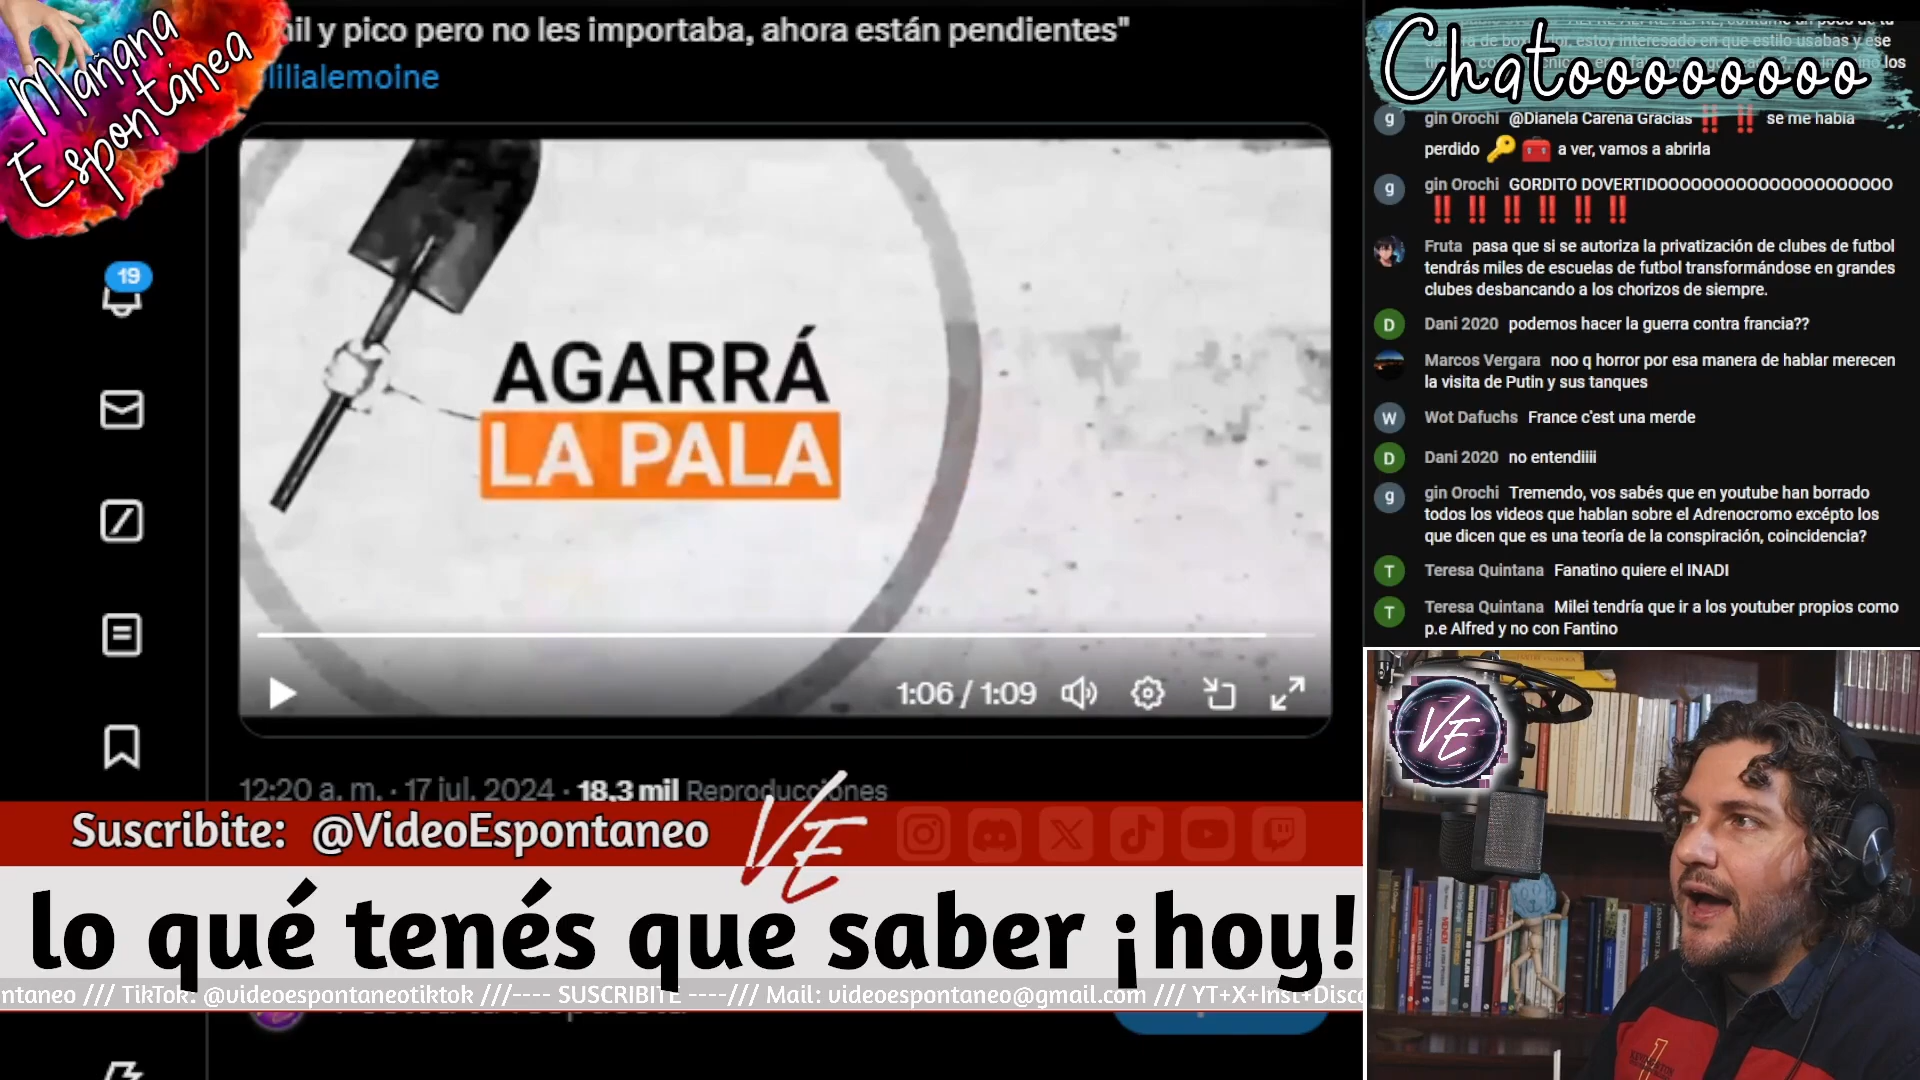 Mañana
Espontánea
mil y pico pero no les importaba, ahora están pendientes"
lilialemoine
19
AGARRÁ
LA PALA
1:06 / 1:09
12:20 a. m. · 17 jul. 2024 · 18,3 mil Reproducciones
Suscribite: @VideoEspontaneo
VE
lo qué tenés que saber ¡hoy!
ntaneo /// TikTok: @videoespontaneotiktok ///---- SUSCRIBITE ----/// Mail: videoespontaneo@gmail.com /// YT+X+Inst+Disco
Chatoooooooo
gin Orochi @Dianela Carena Gracias ‼️ ‼️ se me habia
perdido 🔑 🧰 a ver, vamos a abrirla
gin Orochi GORDITO DOVERTIDOOOOOOOOOOOOOOOOOOOOO
‼️ ‼️ ‼️ ‼️ ‼️ ‼️
Fruta pasa que si se autoriza la privatización de clubes de futbol
tendrás miles de escuelas de futbol transformándose en grandes
clubes desbancando a los chorizos de siempre.
Dani 2020 podemos hacer la guerra contra francia??
Marcos Vergara noo q horror por esa manera de hablar merecen
la visita de Putin y sus tanques
Wot Dafuchs France c'est una merde
Dani 2020 no entendiiii
gin Orochi Tremendo, vos sabés que en youtube han borrado
todos los videos que hablan sobre el Adrenocromo excépto los
que dicen que es una teoría de la conspiración, coincidencia?
Teresa Quintana Fanatino quiere el INADI
Teresa Quintana Milei tendría que ir a los youtuber propios como
p.e Alfred y no con Fantino
VE